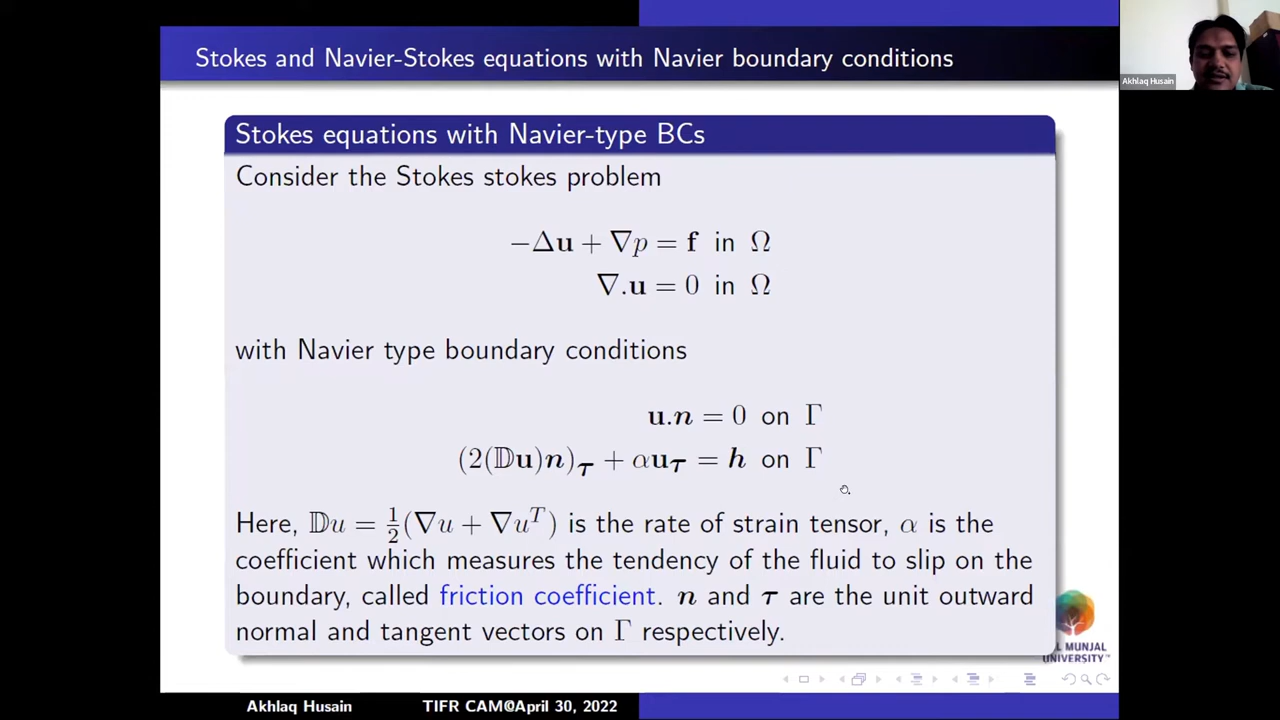 Stokes and Navier-Stokes equations with Navier boundary conditions
Akhlaq Husain
Stokes equations with Navier-type BCs
Consider the Stokes stokes problem
−Δu + ∇p = f in Ω
∇.u = 0 in Ω
with Navier type boundary conditions
u.n = 0 on Γ
(2(𝔻u)n)τ + αuτ = h on Γ
Here, 𝔻u = ½(∇u + ∇uᵀ) is the rate of strain tensor, α is the
coefficient which measures the tendency of the fluid to slip on the
boundary, called friction coefficient. n and τ are the unit outward
normal and tangent vectors on Γ respectively.
L MUNJAL
UNIVERSITY™
Akhlaq Husain TIFR CAM@April 30, 2022